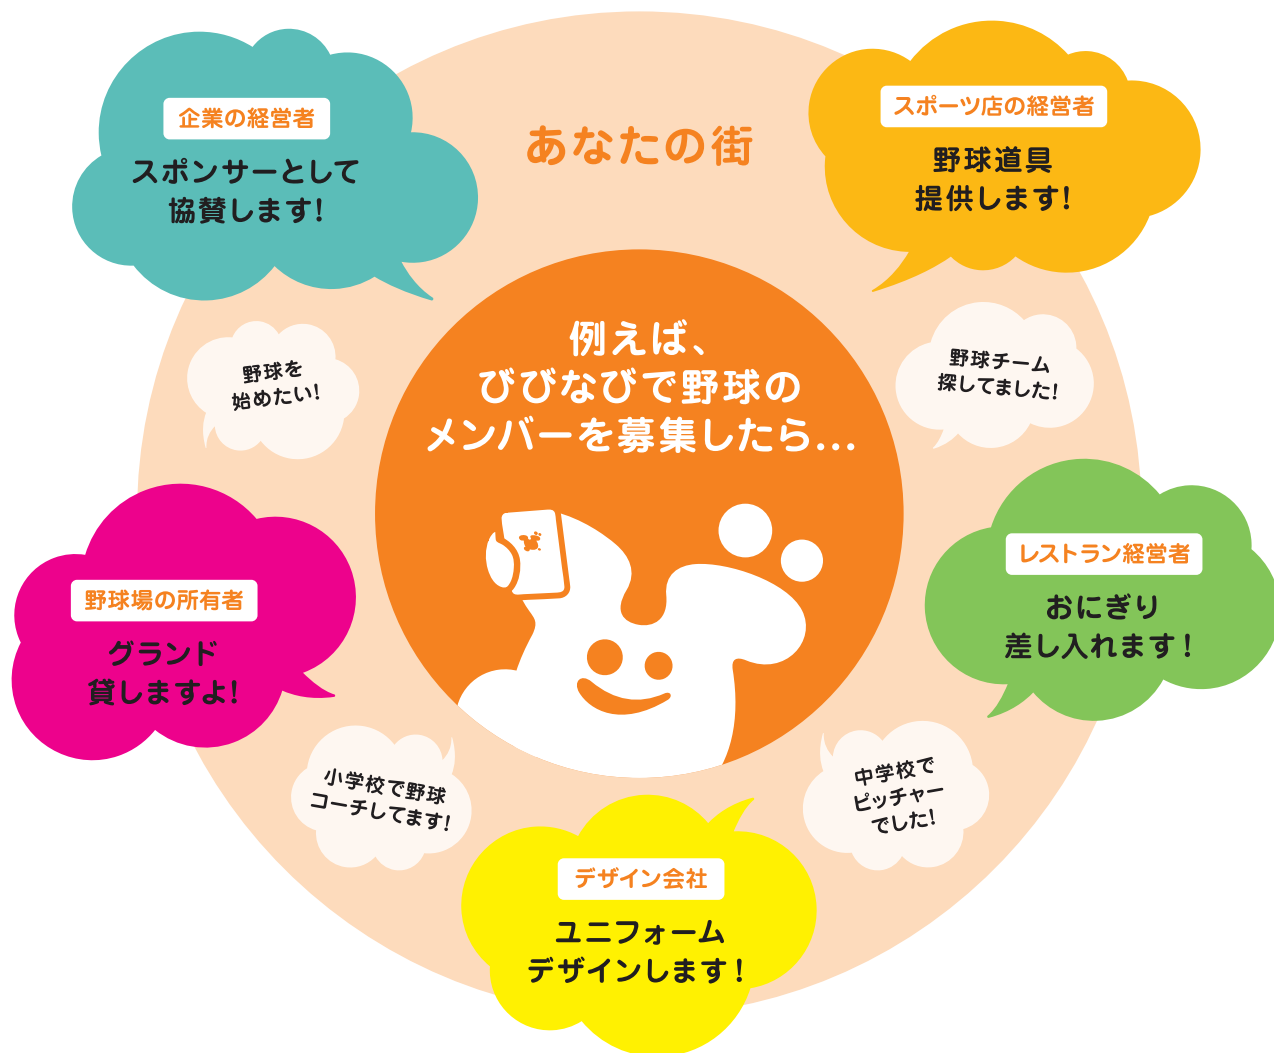 あなたの街
企業の経営者
スポンサーとして
協賛します!
スポーツ店の経営者
野球道具
提供します!
例えば、
びびなびで野球の
メンバーを募集したら...
野球を
始めたい!
野球チーム
探してました!
野球場の所有者
グランド
貸しますよ!
レストラン経営者
おにぎり
差し入れます!
小学校で野球
コーチしてます!
中学校で
ピッチャー
でした!
デザイン会社
ユニフォーム
デザインします!